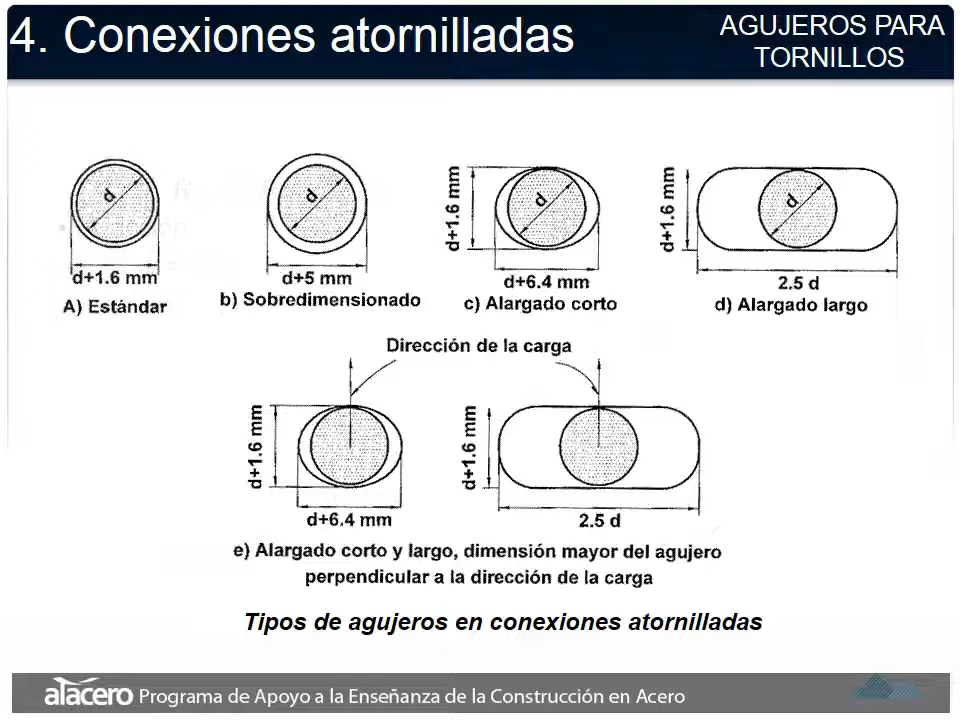 4. Conexiones atornilladas
AGUJEROS PARA
TORNILLOS
d
d+1.6 mm
A) Estándar
d
d+5 mm
b) Sobredimensionado
d+1.6 mm
d
d+6.4 mm
c) Alargado corto
d+1.6 mm
d
2.5 d
d) Alargado largo
Dirección de la carga
d+1.6 mm
d+6.4 mm
d+1.6 mm
2.5 d
e) Alargado corto y largo, dimensión mayor del agujero
perpendicular a la dirección de la carga
Tipos de agujeros en conexiones atornilladas
alacero Programa de Apoyo a la Enseñanza de la Construcción en Acero